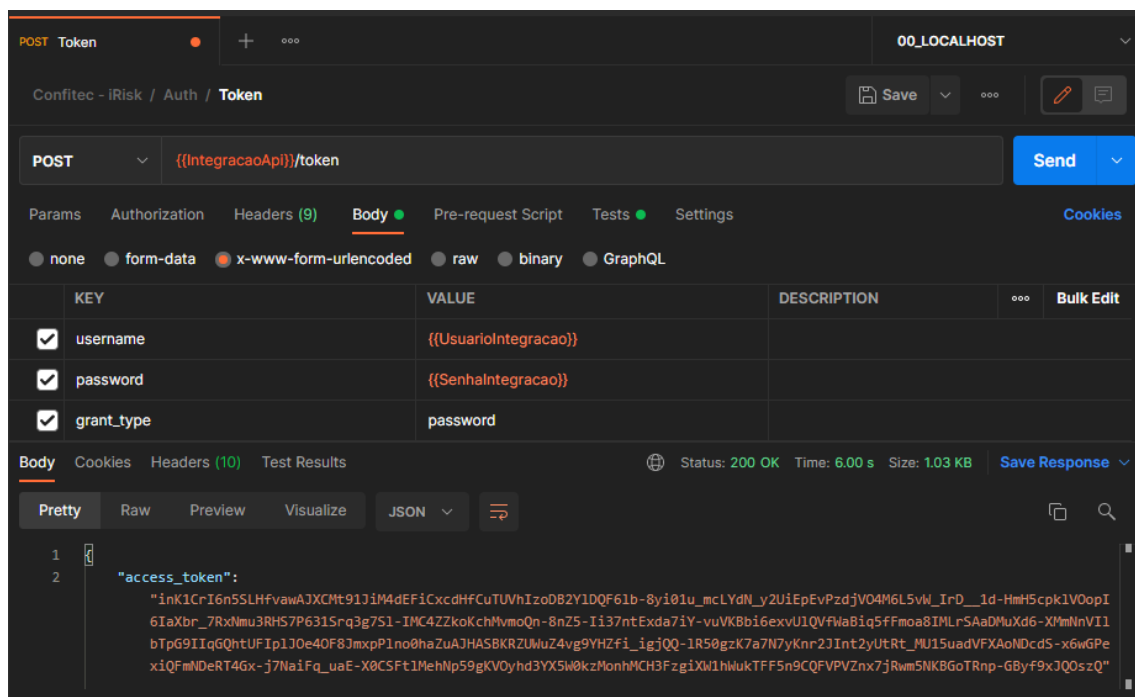 POST Token
00_LOCALHOST
Confitec - iRisk / Auth / Token
Save
POST {{IntegracaoApi}}/token Send
Params Authorization Headers (9) Body Pre-request Script Tests Settings Cookies
none form-data x-www-form-urlencoded raw binary GraphQL
KEY VALUE DESCRIPTION Bulk Edit
username {{UsuarioIntegracao}}
password {{SenhaIntegracao}}
grant_type password
Body Cookies Headers (10) Test Results Status: 200 OK Time: 6.00 s Size: 1.03 KB Save Response
Pretty Raw Preview Visualize JSON
1 {
2 "access_token":